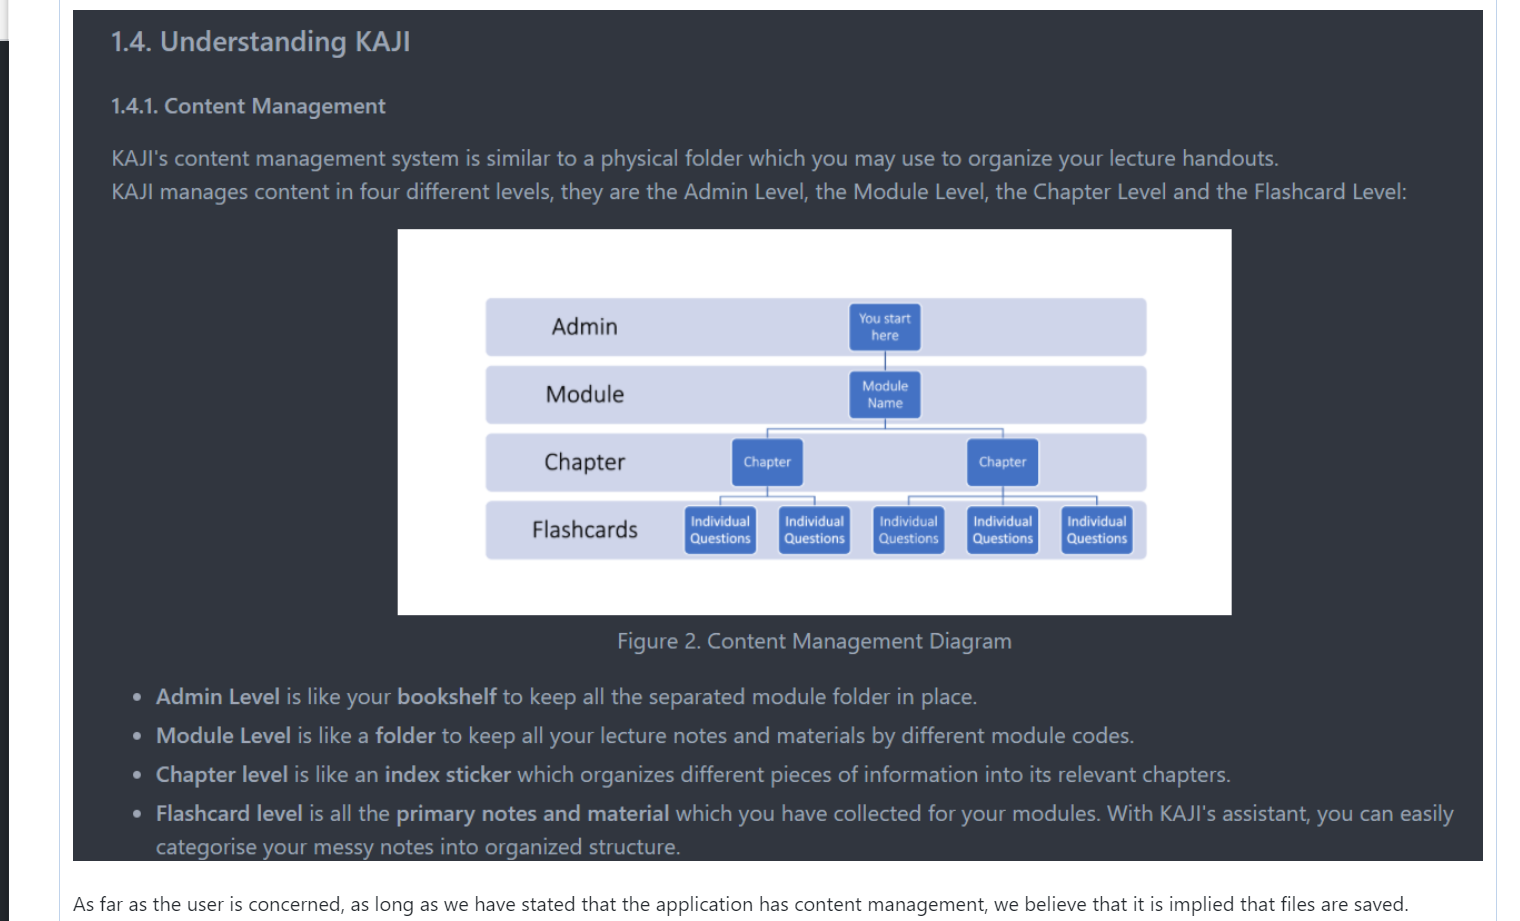 1.4. Understanding KAJI
1.4.1. Content Management
KAJI's content management system is similar to a physical folder which you may use to organize your lecture handouts.
KAJI manages content in four different levels, they are the Admin Level, the Module Level, the Chapter Level and the Flashcard Level:
Admin
You start
here
Module
Module
Name
Chapter
Chapter
Chapter
Flashcards
Individual
Questions
Individual
Questions
Individual
Questions
Individual
Questions
Individual
Questions
Figure 2. Content Management Diagram
• Admin Level is like your bookshelf to keep all the separated module folder in place.
• Module Level is like a folder to keep all your lecture notes and materials by different module codes.
• Chapter level is like an index sticker which organizes different pieces of information into its relevant chapters.
• Flashcard level is all the primary notes and material which you have collected for your modules. With KAJI's assistant, you can easily
categorise your messy notes into organized structure.
As far as the user is concerned, as long as we have stated that the application has content management, we believe that it is implied that files are saved.